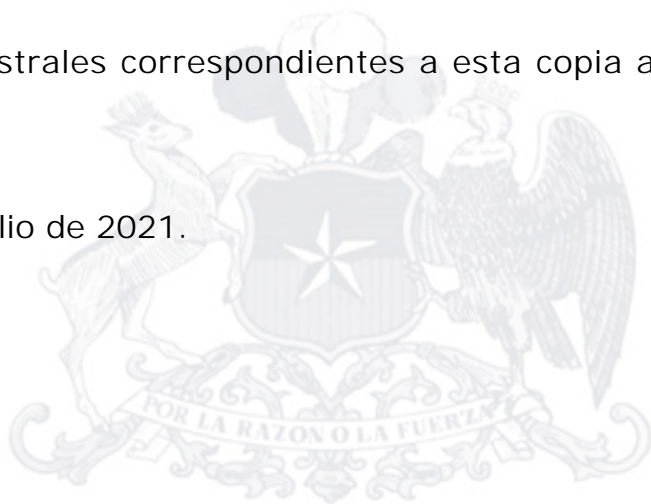 strales correspondientes a esta copia a
lio de 2021.
POR LA RAZON O LA FUERZA